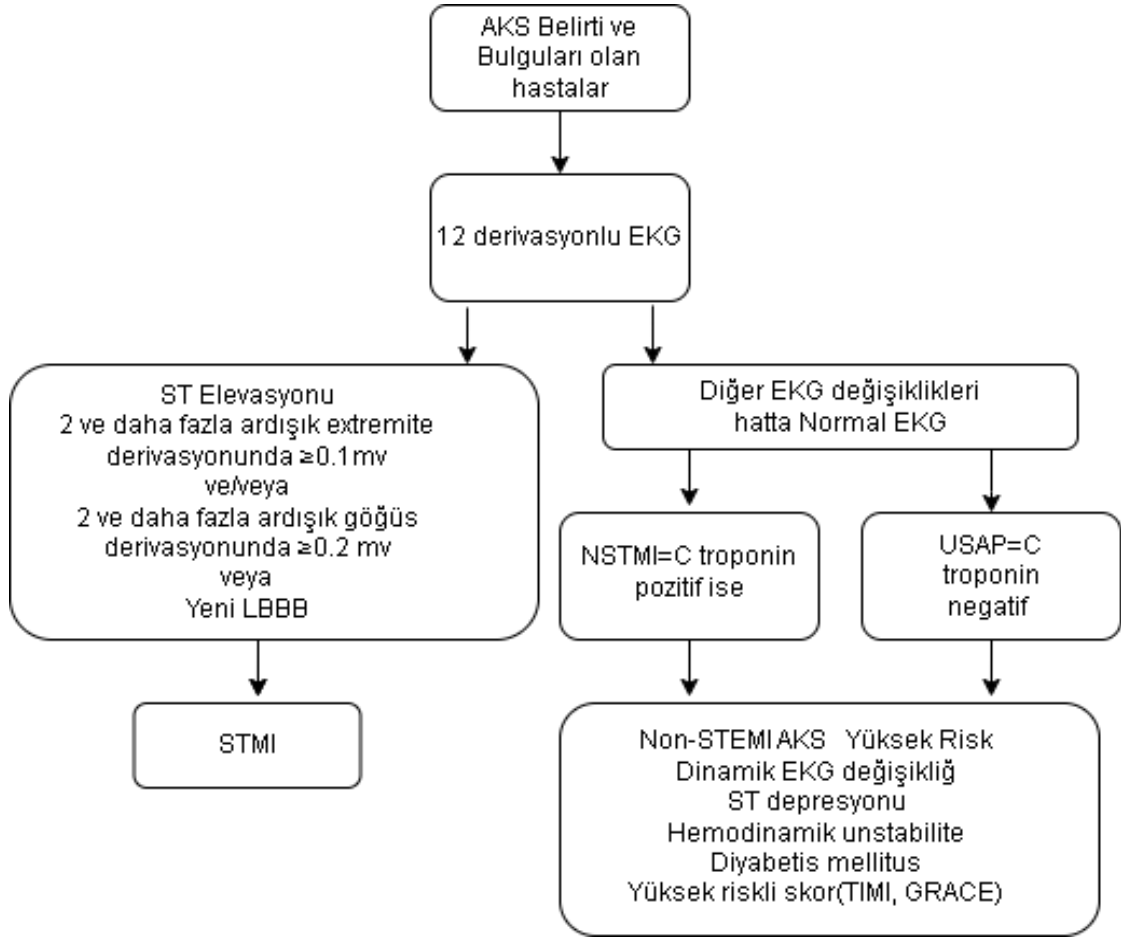 AKS Belirti ve
Bulguları olan
hastalar
12 derivasyonlu EKG
ST Elevasyonu
2 ve daha fazla ardışık extremite
derivasyonunda ≥0.1mv
ve/veya
2 ve daha fazla ardışık göğüs
derivasyonunda ≥0.2 mv
veya
Yeni LBBB
STMI
Diğer EKG değişiklikleri
hatta Normal EKG
NSTMI=C troponin
pozitif ise
USAP=C
troponin
negatif
Non-STEMI AKS Yüksek Risk
Dinamik EKG değişikliğ
ST depresyonu
Hemodinamik unstabilite
Diyabetis mellitus
Yüksek riskli skor(TIMI, GRACE)